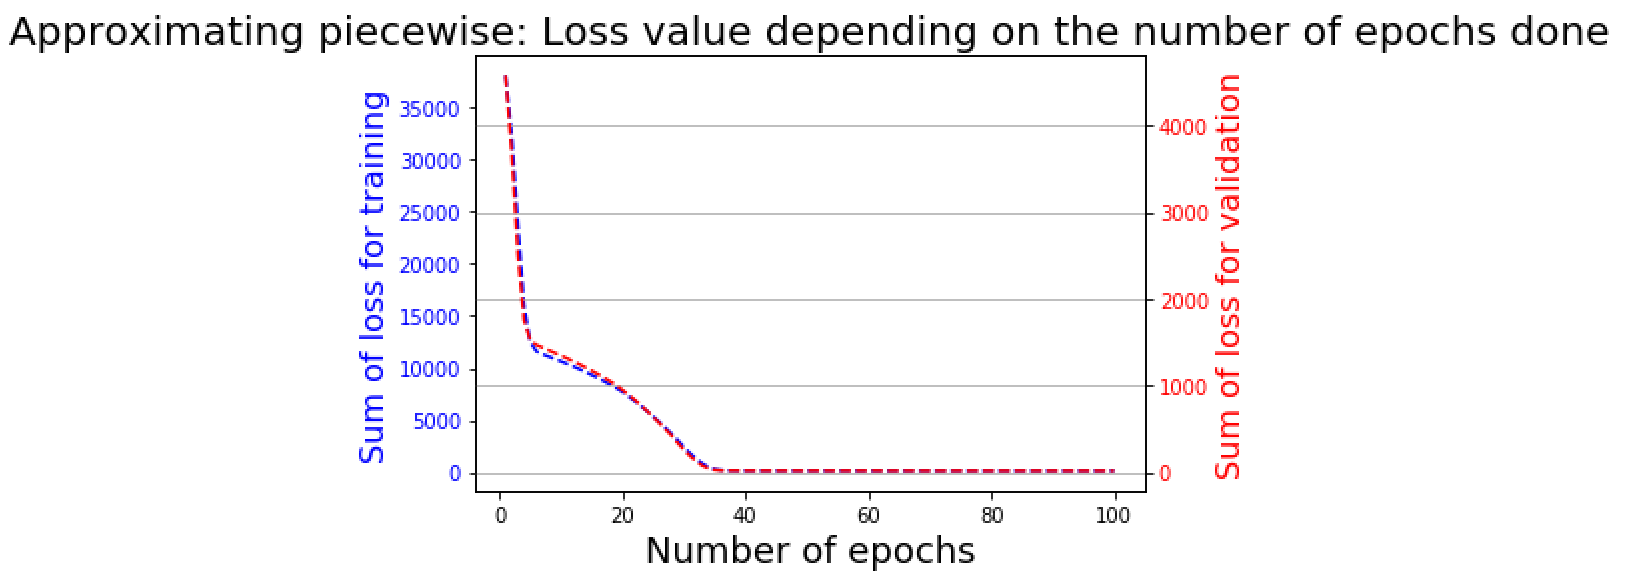 Approximating piecewise: Loss value depending on the number of epochs done
Sum of loss for training
35000
30000
25000
20000
15000
10000
5000
0
4000
3000
2000
1000
0
Sum of loss for validation
0 20 40 60 80 100
Number of epochs